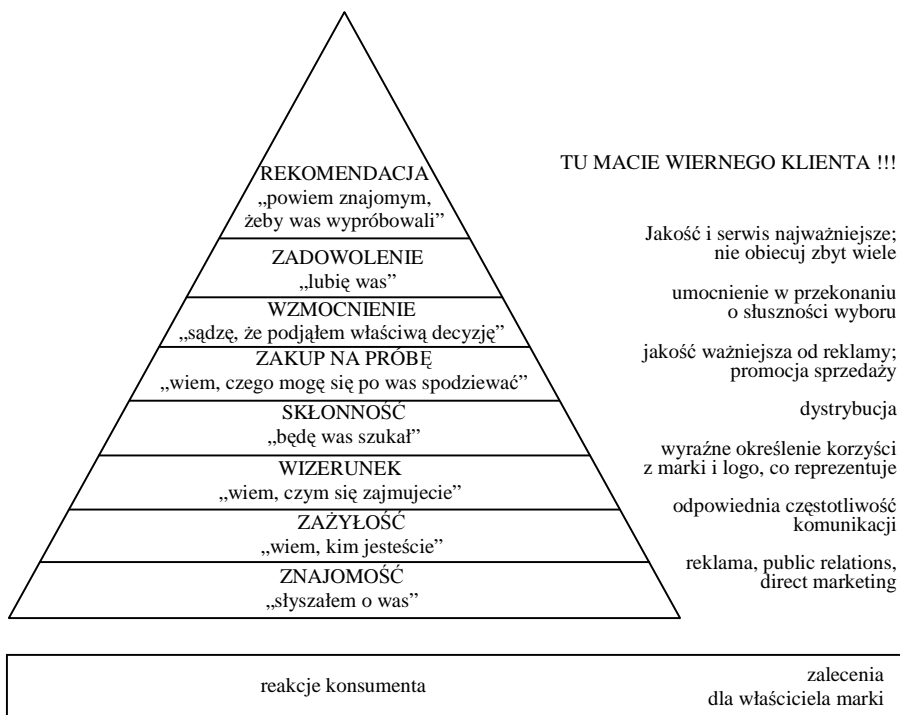 TU MACIE WIERNEGO KLIENTA !!!
REKOMENDACJA
„powiem znajomym,
żeby was wypróbowali”
Jakość i serwis najważniejsze;
nie obiecuj zbyt wiele
ZADOWOLENIE
„lubię was”
umocnienie w przekonaniu
o słuszności wyboru
WZMOCNIENIE
„sądzę, że podjąłem właściwą decyzję”
jakość ważniejsza od reklamy;
promocja sprzedaży
ZAKUP NA PRÓBĘ
„wiem, czego mogę się po was spodziewać”
dystrybucja
SKŁONNOŚĆ
„będę was szukał”
wyraźne określenie korzyści
z marki i logo, co reprezentuje
WIZERUNEK
„wiem, czym się zajmujecie”
odpowiednia częstotliwość
komunikacji
ZAŻYŁOŚĆ
„wiem, kim jesteście”
reklama, public relations,
direct marketing
ZNAJOMOŚĆ
„słyszałem o was”
reakcje konsumenta
zalecenia
dla właściciela marki